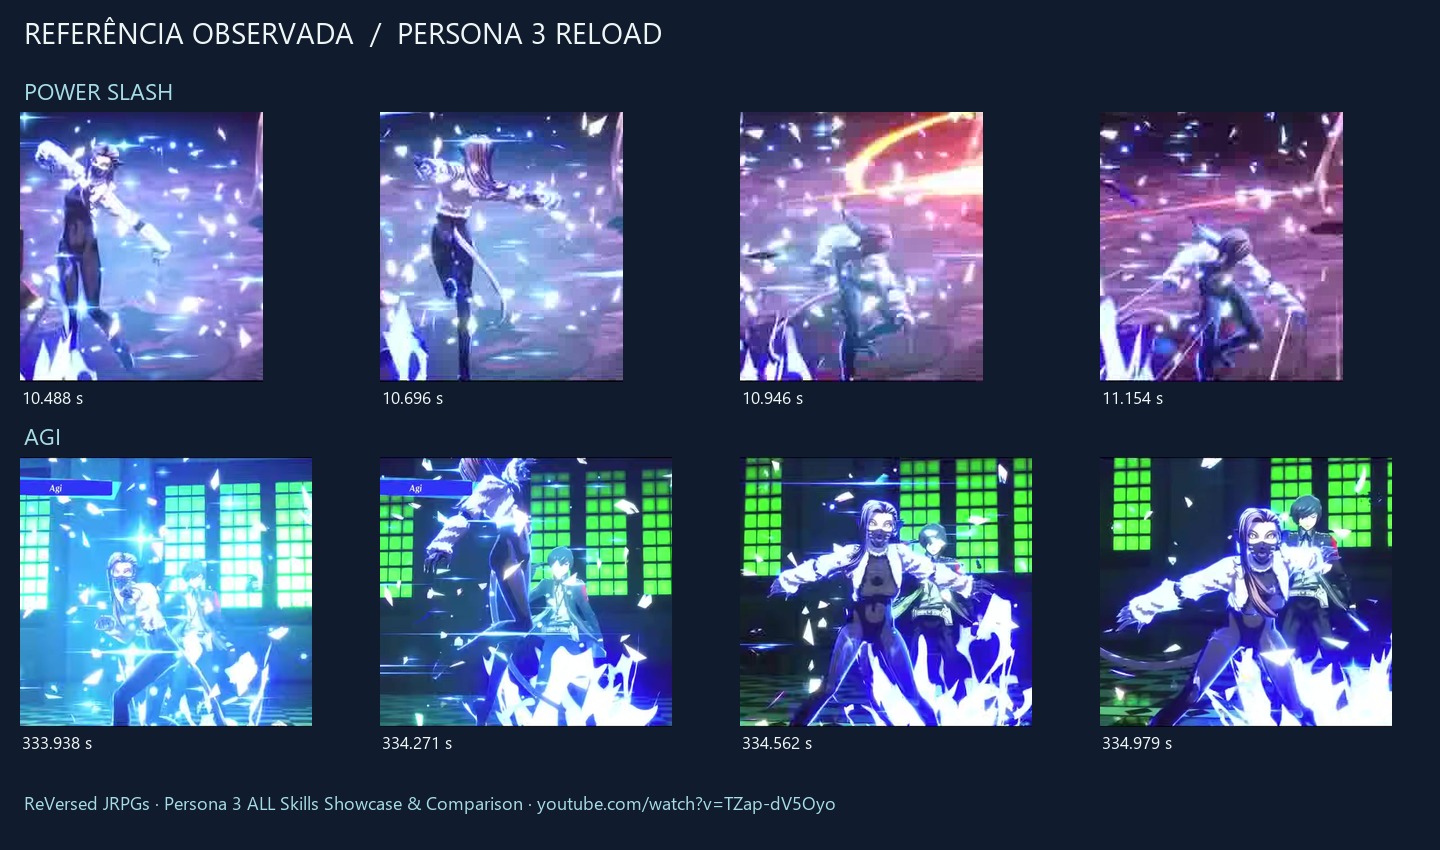 REFERÊNCIA OBSERVADA / PERSONA 3 RELOAD
POWER SLASH
10.488 s
10.696 s
10.946 s
11.154 s
AGI
Agi
Agi
333.938 s
334.271 s
334.562 s
334.979 s
ReVersed JRPGs · Persona 3 ALL Skills Showcase & Comparison · youtube.com/watch?v=TZap-dV5Oyo